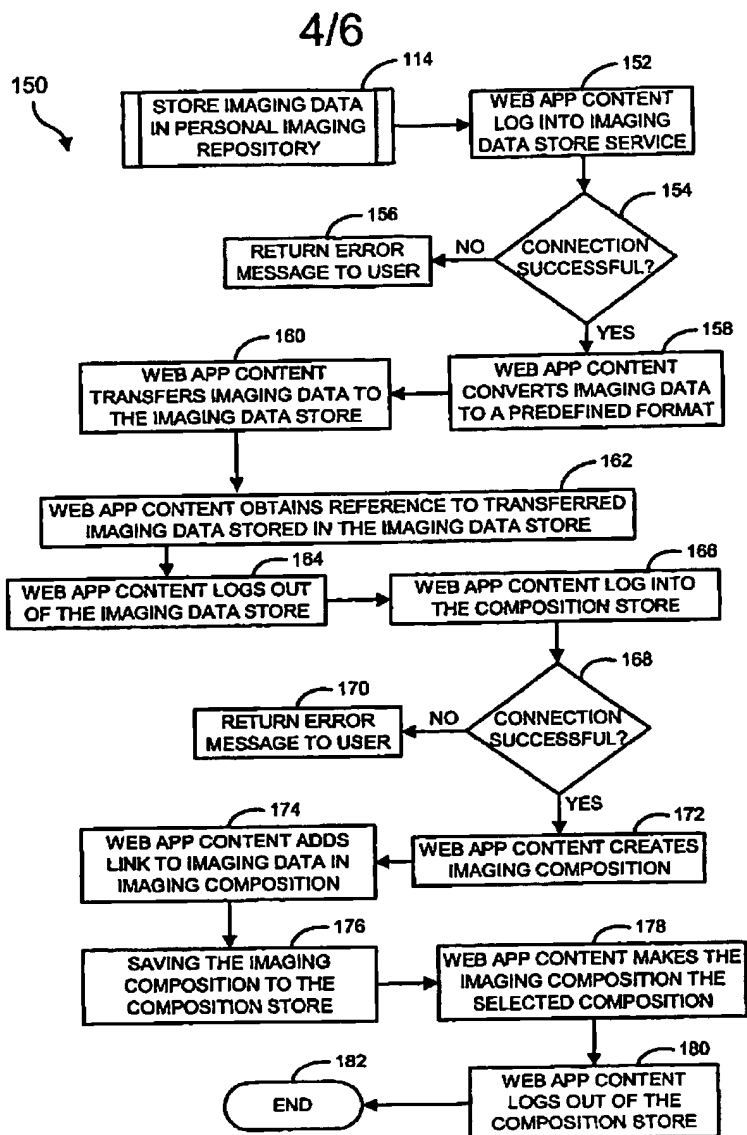 4/6
150
114
STORE IMAGING DATA
IN PERSONAL IMAGING
REPOSITORY
152
WEB APP CONTENT
LOG INTO IMAGING
DATA STORE SERVICE
154
CONNECTION
SUCCESSFUL?
NO
156
RETURN ERROR
MESSAGE TO USER
YES
158
WEB APP CONTENT
CONVERTS IMAGING DATA
TO A PREDEFINED FORMAT
160
WEB APP CONTENT
TRANSFERS IMAGING DATA TO
THE IMAGING DATA STORE
162
WEB APP CONTENT OBTAINS REFERENCE TO TRANSFERRED
IMAGING DATA STORED IN THE IMAGING DATA STORE
164
WEB APP CONTENT LOGS OUT
OF THE IMAGING DATA STORE
166
WEB APP CONTENT LOG INTO
THE COMPOSITION STORE
168
CONNECTION
SUCCESSFUL?
NO
170
RETURN ERROR
MESSAGE TO USER
YES
172
WEB APP CONTENT CREATES
IMAGING COMPOSITION
174
WEB APP CONTENT ADDS
LINK TO IMAGING DATA IN
IMAGING COMPOSITION
176
SAVING THE IMAGING
COMPOSITION TO THE
COMPOSITION STORE
178
WEB APP CONTENT MAKES THE
IMAGING COMPOSITION THE
SELECTED COMPOSITION
180
WEB APP CONTENT
LOGS OUT OF THE
COMPOSITION STORE
182
END